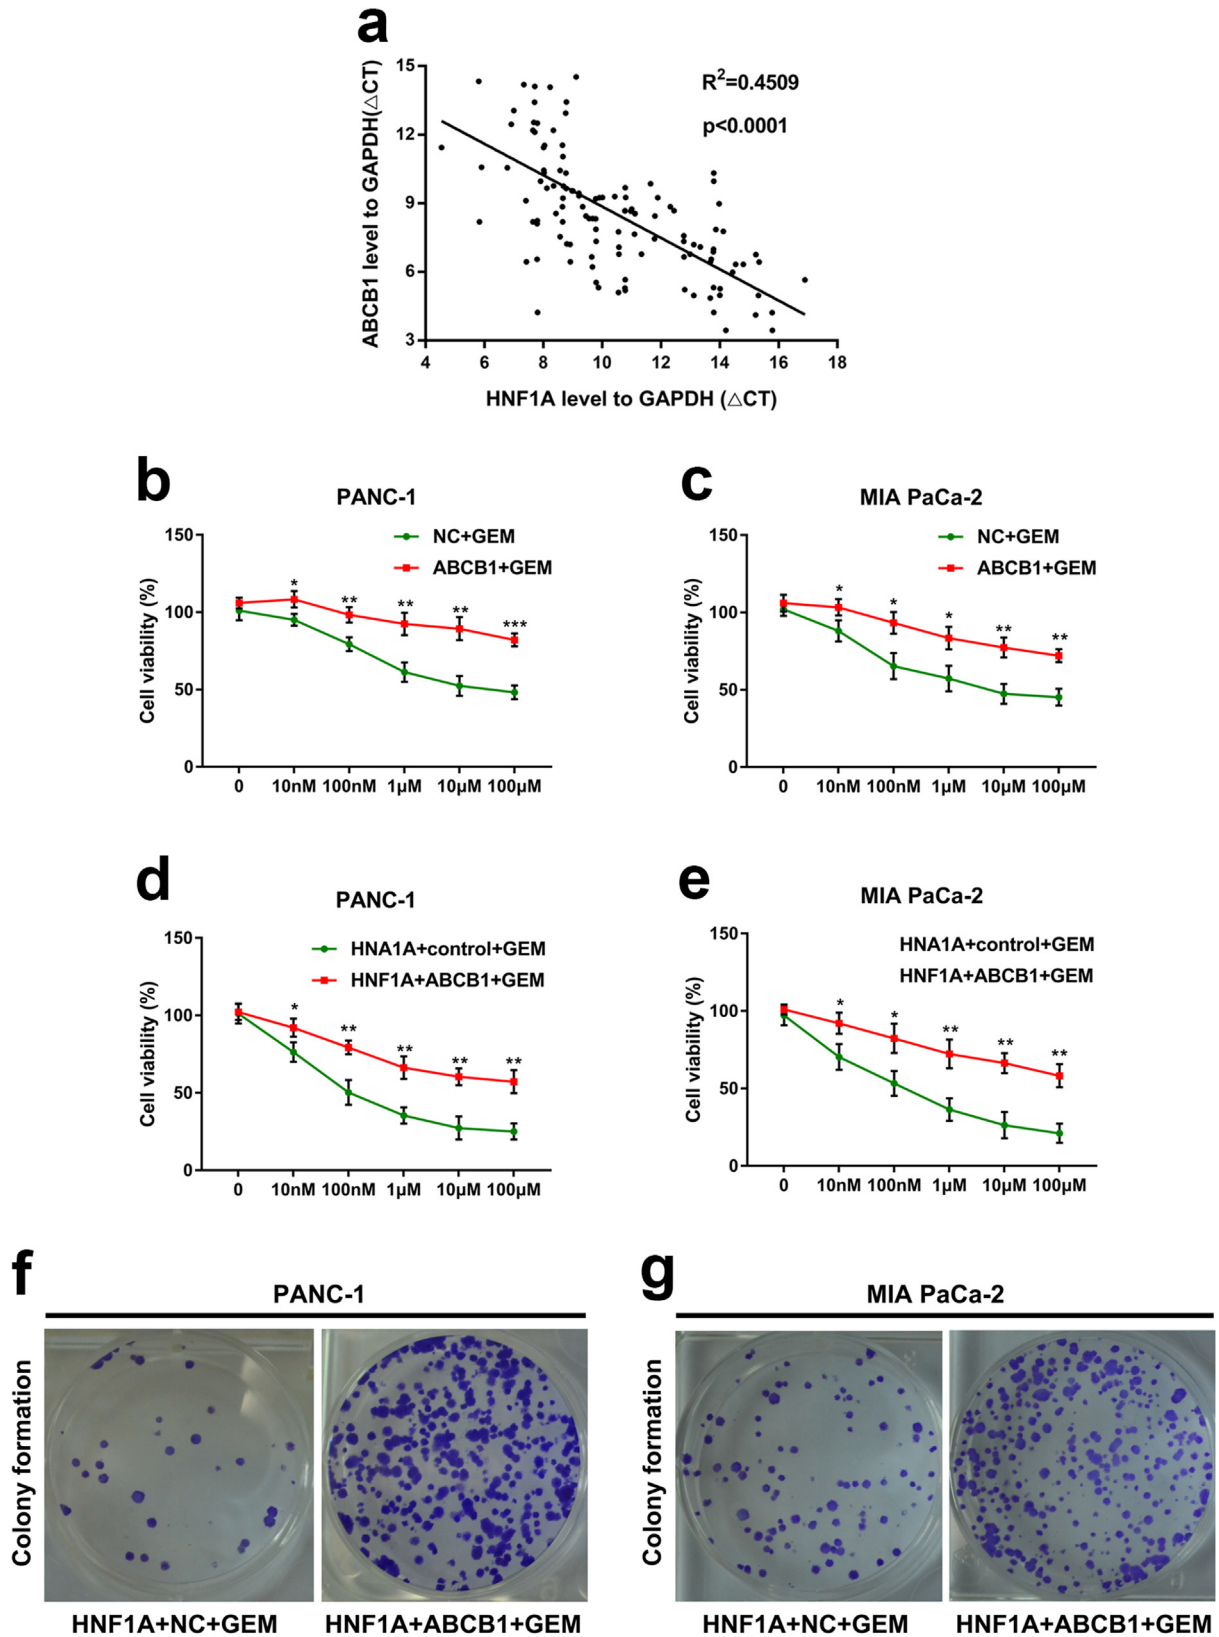 a
ABCB1 level to GAPDH(△CT)
15
12
9
6
3
R2=0.4509
p<0.0001
4 6 8 10 12 14 16 18
HNF1A level to GAPDH (△CT)
b
PANC-1
Cell viability (%)
150
100
50
0
NC+GEM
ABCB1+GEM
* ** ** ** ***
0 10nM 100nM 1μM 10μM 100μM
c
MIA PaCa-2
Cell viability (%)
150
100
50
0
NC+GEM
ABCB1+GEM
* * * ** **
0 10nM 100nM 1μM 10μM 100μM
d
PANC-1
Cell viability (%)
150
100
50
0
HNA1A+control+GEM
HNF1A+ABCB1+GEM
* ** ** ** **
0 10nM 100nM 1μM 10μM 100μM
e
MIA PaCa-2
Cell viability (%)
150
100
50
0
HNA1A+control+GEM
HNF1A+ABCB1+GEM
* * ** ** **
0 10nM 100nM 1μM 10μM 100μM
f
PANC-1
Colony formation
HNF1A+NC+GEM
HNF1A+ABCB1+GEM
g
MIA PaCa-2
Colony formation
HNF1A+NC+GEM
HNF1A+ABCB1+GEM